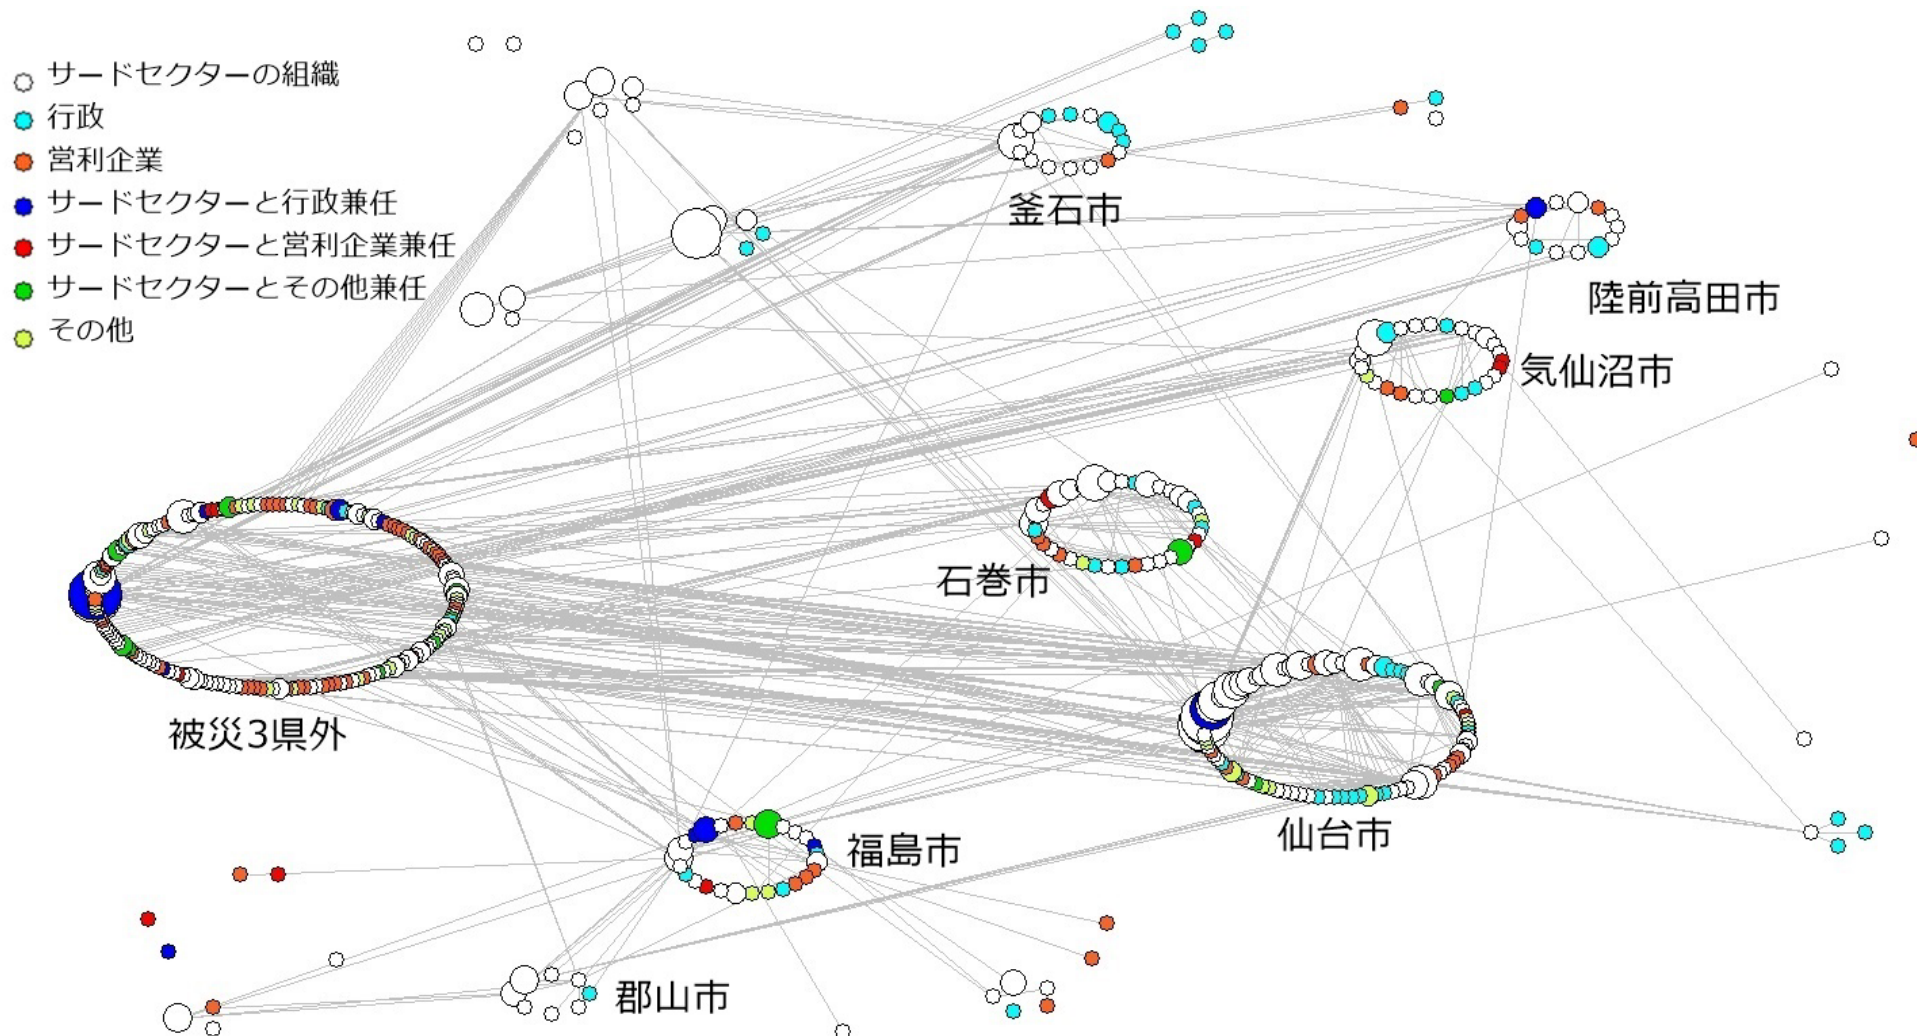 サードセクターの組織
行政
営利企業
サードセクターと行政兼任
サードセクターと営利企業兼任
サードセクターとその他兼任
その他
釜石市
陸前高田市
気仙沼市
石巻市
被災3県外
仙台市
福島市
郡山市